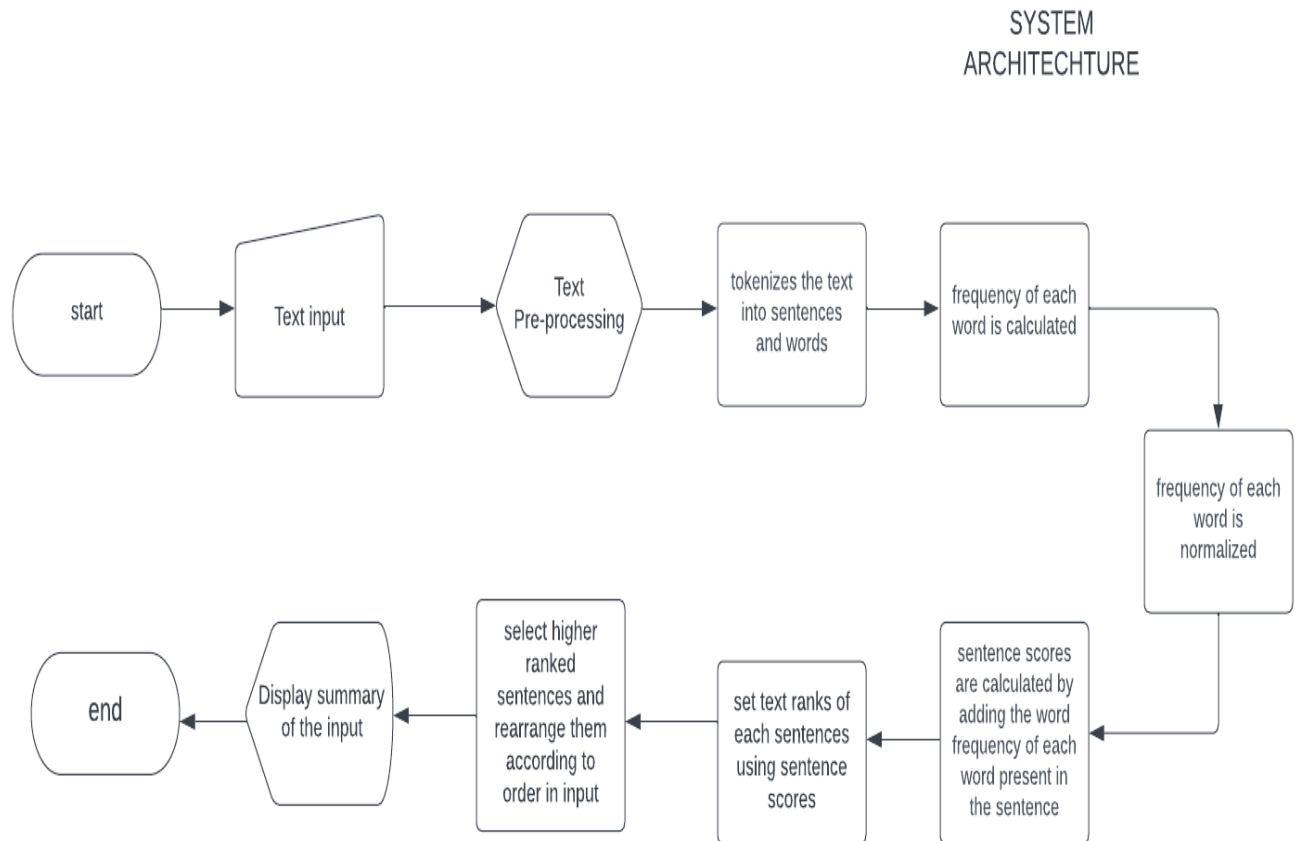 SYSTEM
ARCHITECHTURE
start
Text input
Text
Pre-processing
tokenizes the text
into sentences
and words
frequency of each
word is calculated
frequency of each
word is
normalized
sentence scores
are calculated by
adding the word
frequency of each
word present in
the sentence
set text ranks of
each sentences
using sentence
scores
select higher
ranked
sentences and
rearrange them
according to
order in input
Display summary
of the input
end